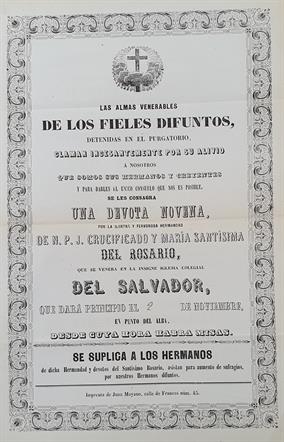 LAS ALMAS VENERABLES
DE LOS FIELES DIFUNTOS,
DETENIDAS EN EL PURGATORIO,
CLAMAN INCESANTEMENTE POR SU ALIVIO
A NOSOTROS
QUE SOMOS SUS HERMANOS Y CREYENTES
Y PARA DARLES AL UNICO CONSUELO QUE NOS ES POSIBLE,
SE LES CONSAGRA
UNA DEVOTA NOVENA,
POR LA ILUSTRE Y FERVOROSA HERMANDAD
DE N. P. J. CRUCIFICADO Y MARÍA SANTÍSIMA
DEL ROSARIO,
QUE SE VENERA EN LA INSIGNE IGLESIA COLEGIAL
DEL SALVADOR,
QUE DARÁ PRINCIPIO EL 2 DE NOVIEMBRE,
EN PUNTO DEL ALBA,
DESDE CUYA HORA HABRA MISAS.
SE SUPLICA A LOS HERMANOS
de dicha Hermandad y devotos del Santísimo Rosario, asistan para aumento de sufragios,
por nuestros Hermanos difuntos.
Imprenta de Juan Moyano, calle de Francos núm. 45.